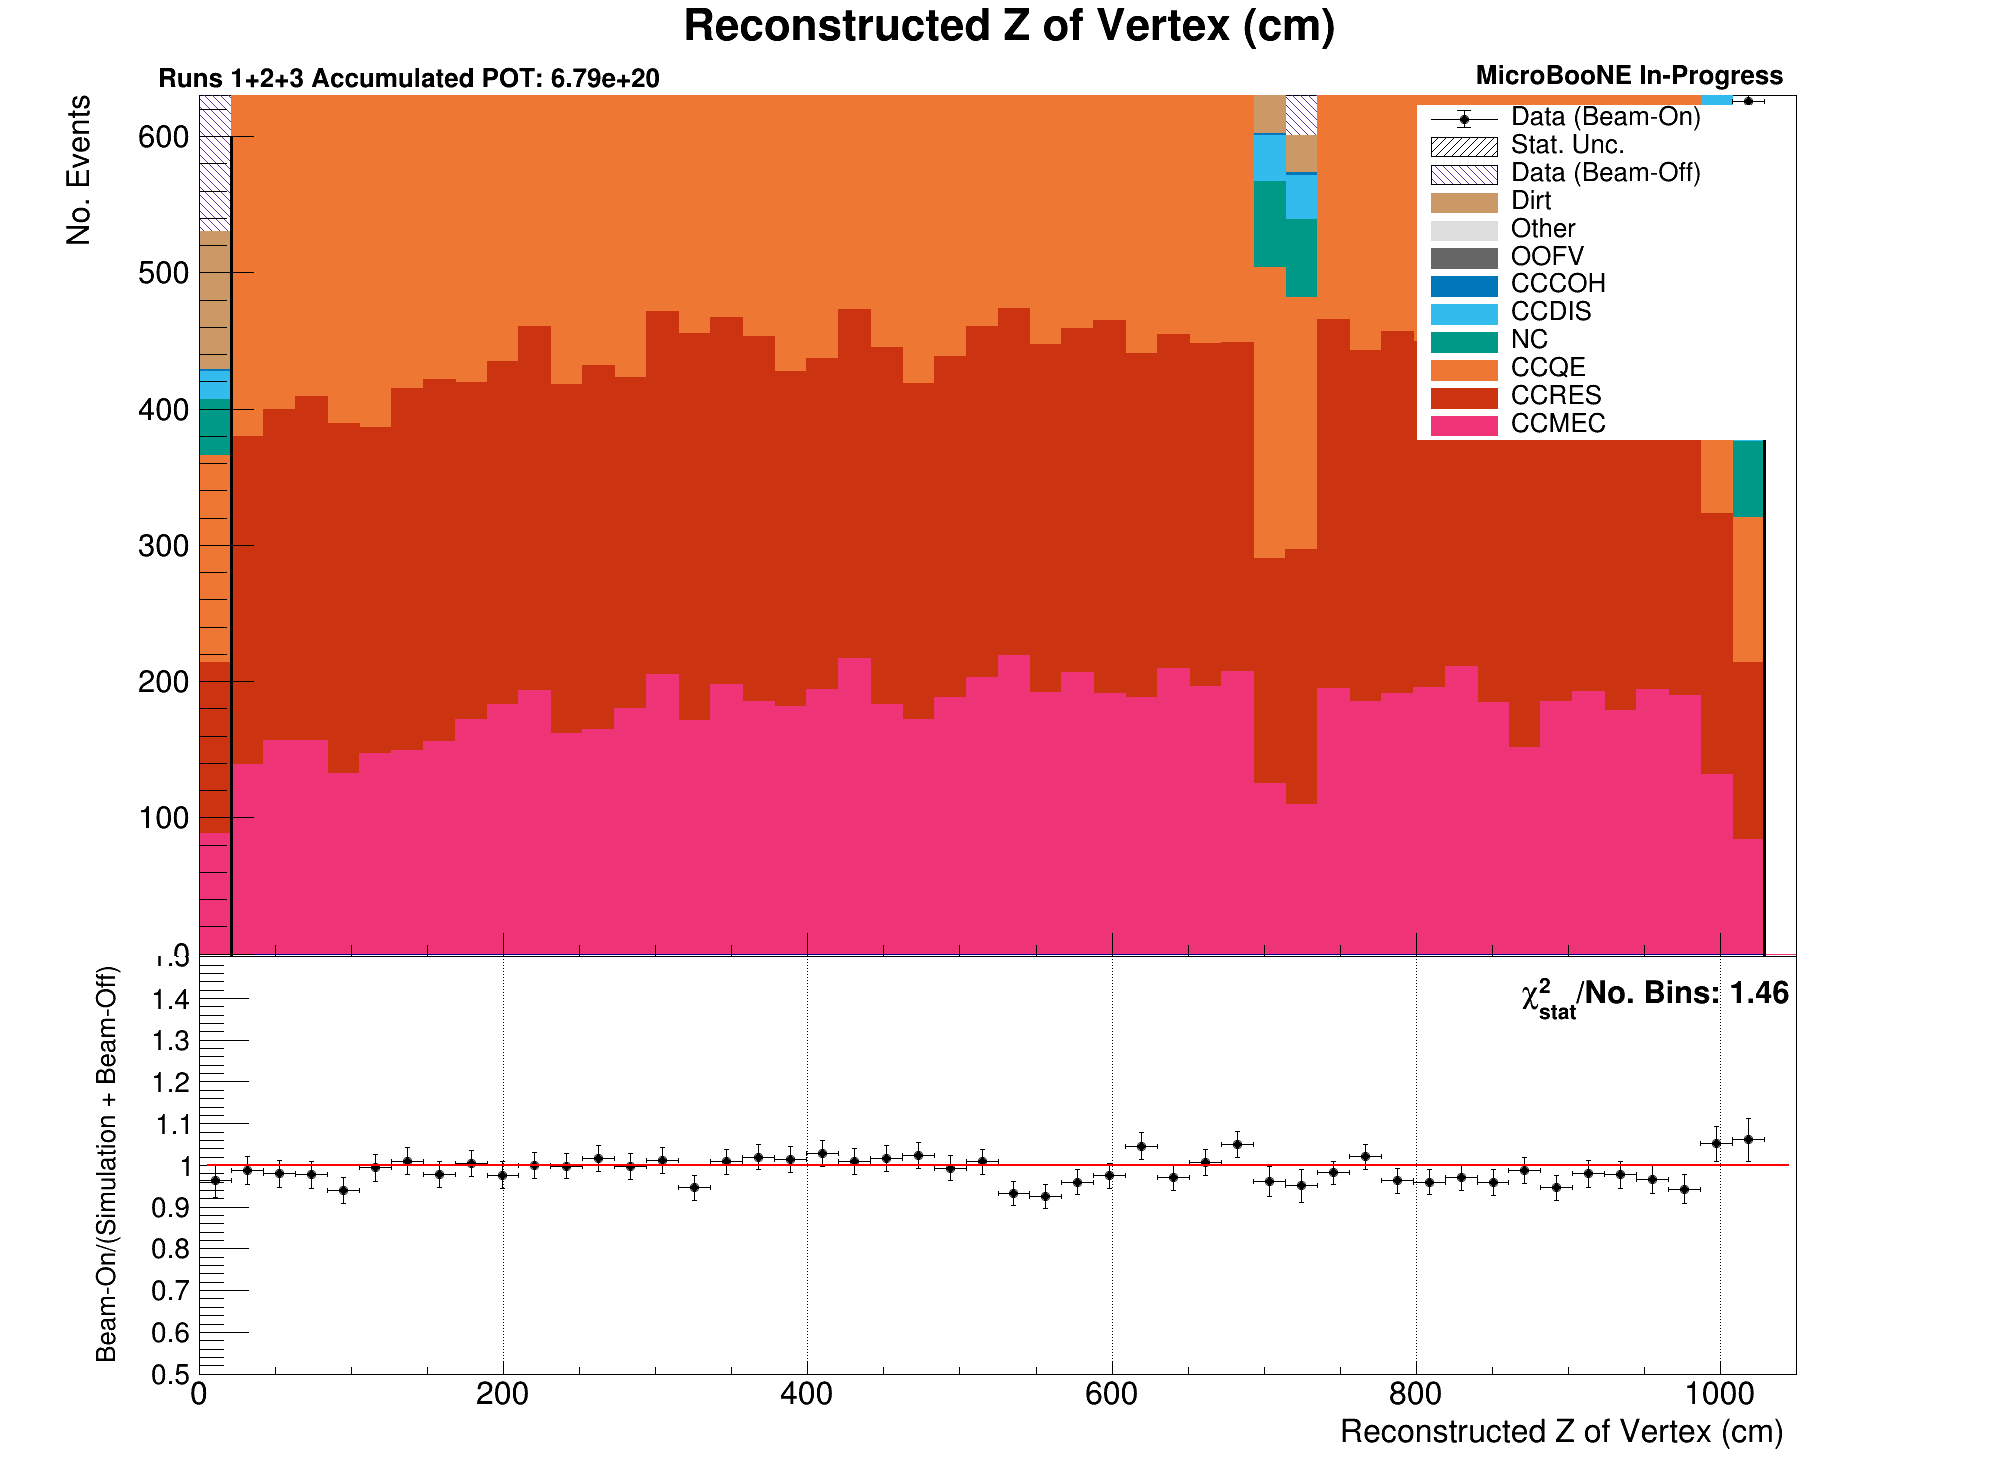 Reconstructed Z of Vertex (cm)
Runs 1+2+3 Accumulated POT: 6.79e+20
MicroBooNE In-Progress
No. Events
600
500
400
300
200
100
0
Data (Beam-On)
Stat. Unc.
Data (Beam-Off)
Dirt
Other
OOFV
CCCOH
CCDIS
NC
CCQE
CCRES
CCMEC
Beam-On/(Simulation + Beam-Off)
1.5
1.4
1.3
1.2
1.1
1
0.9
0.8
0.7
0.6
0.5
χ²stat/No. Bins: 1.46
0 200 400 600 800 1000
Reconstructed Z of Vertex (cm)